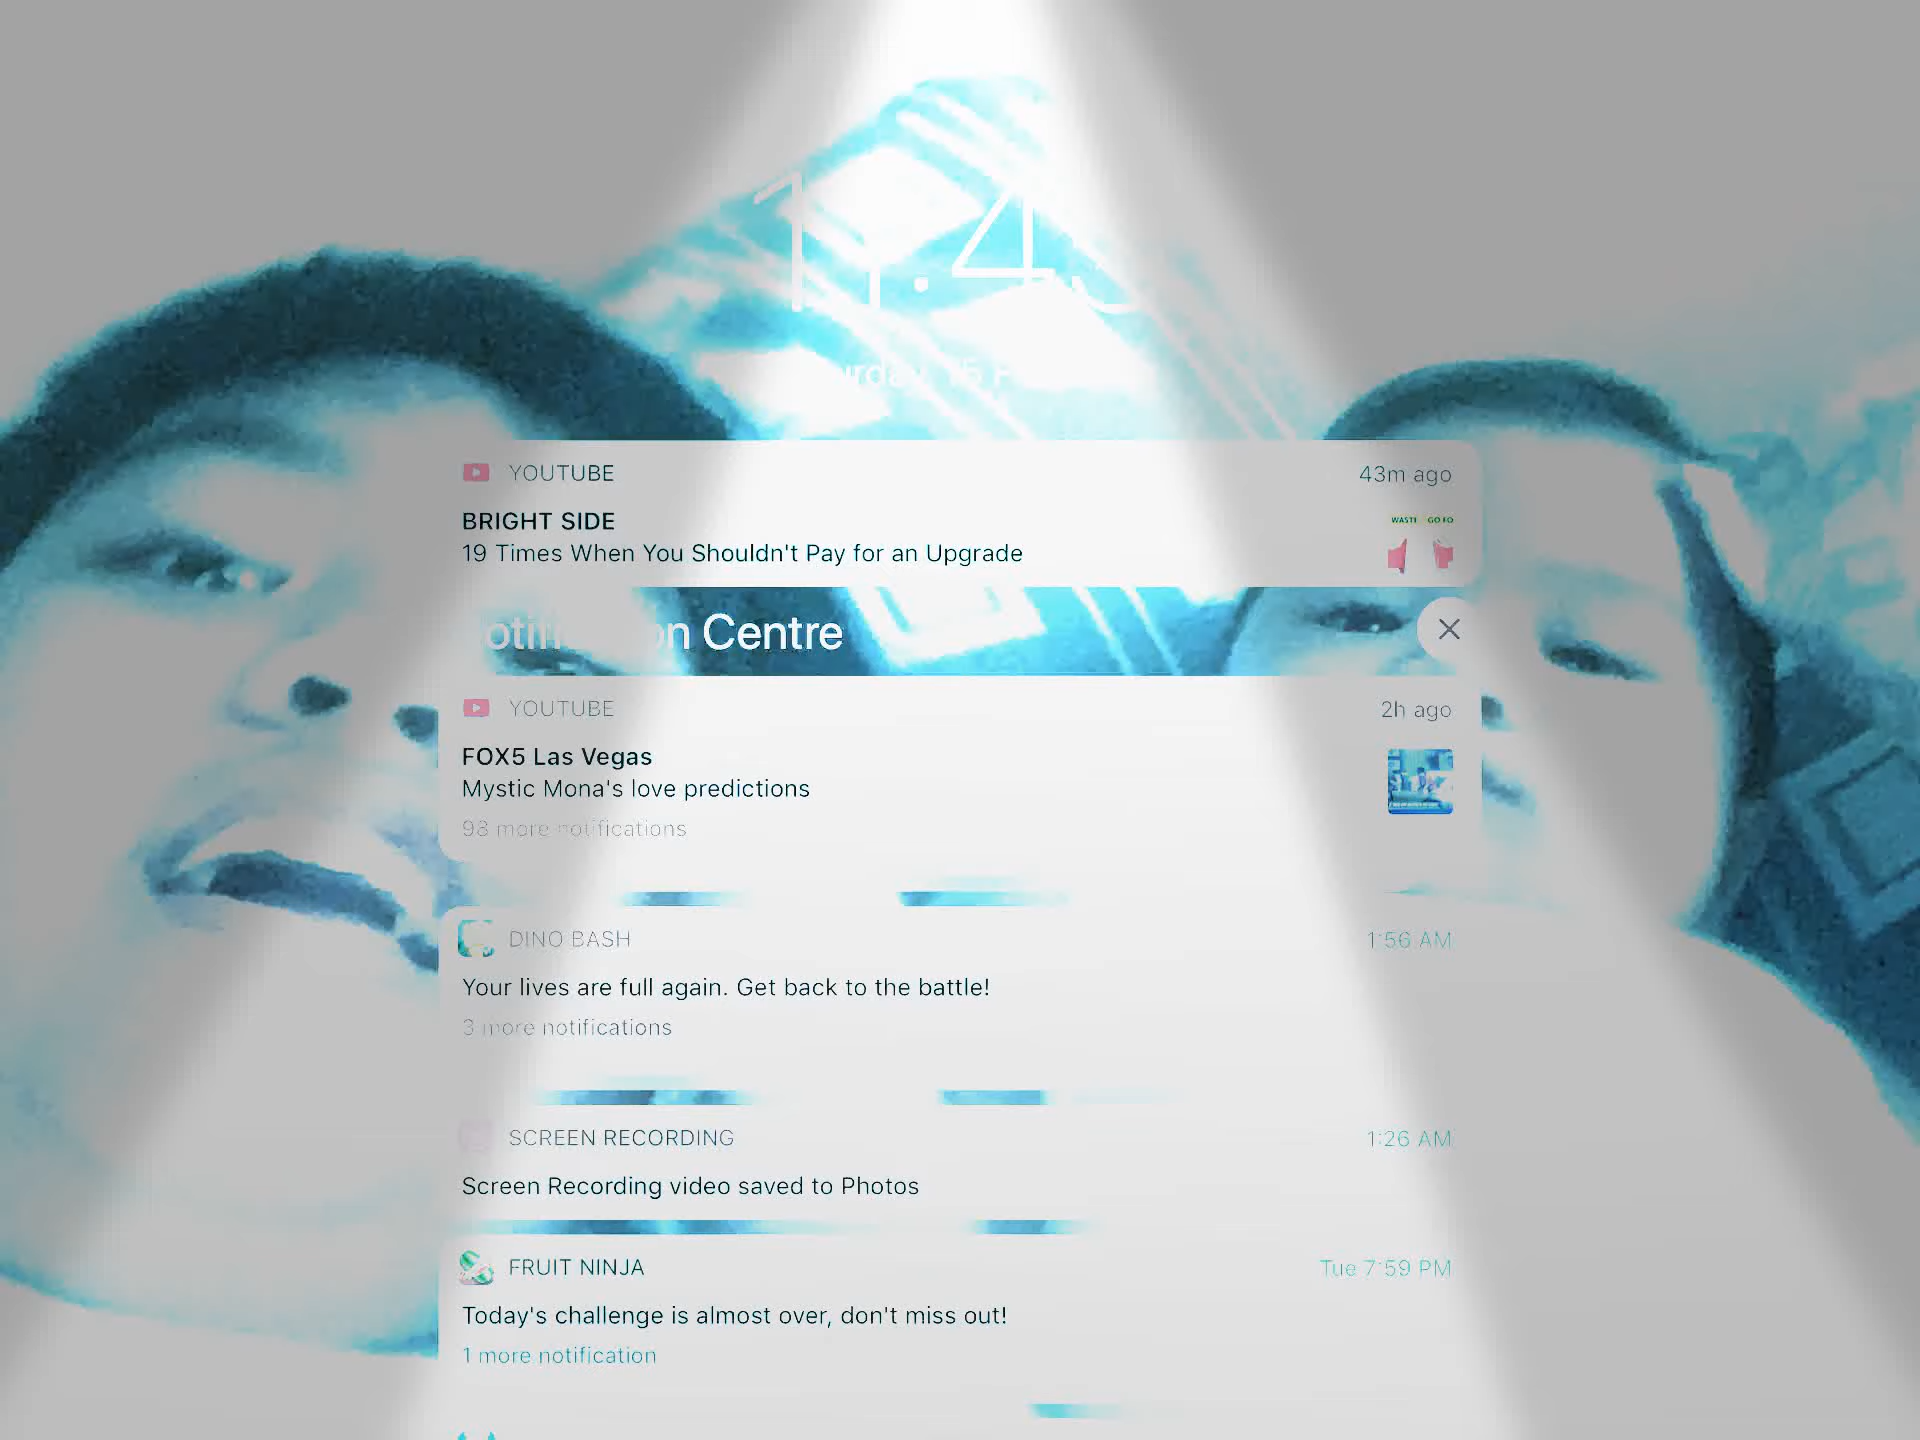 YOUTUBE 43m ago
BRIGHT SIDE
19 Times When You Shouldn't Pay for an Upgrade
WASTE GO FO
Centre
YOUTUBE 2h ago
FOX5 Las Vegas
Mystic Mona's love predictions
98 more notifications
DINO BASH 1:56 AM
Your lives are full again. Get back to the battle!
3 more notifications
SCREEN RECORDING 1:26 AM
Screen Recording video saved to Photos
FRUIT NINJA Tue 7:59 PM
Today's challenge is almost over, don't miss out!
1 more notification